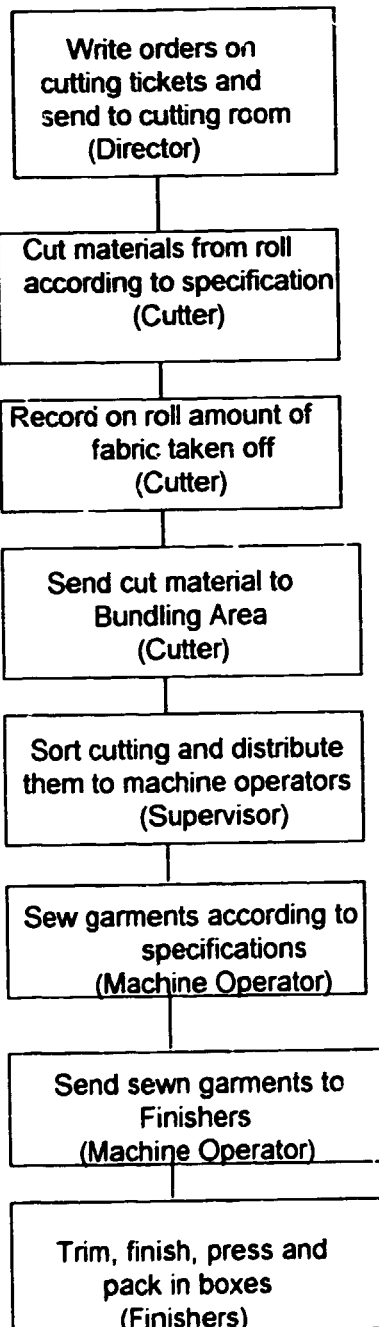 Write orders on
cutting tickets and
send to cutting room
(Director)
Cut materials from roll
according to specification
(Cutter)
Record on roll amount of
fabric taken off
(Cutter)
Send cut material to
Bundling Area
(Cutter)
Sort cutting and distribute
them to machine operators
(Supervisor)
Sew garments according to
specifications
(Machine Operator)
Send sewn garments to
Finishers
(Machine Operator)
Trim, finish, press and
pack in boxes
(Finishers)